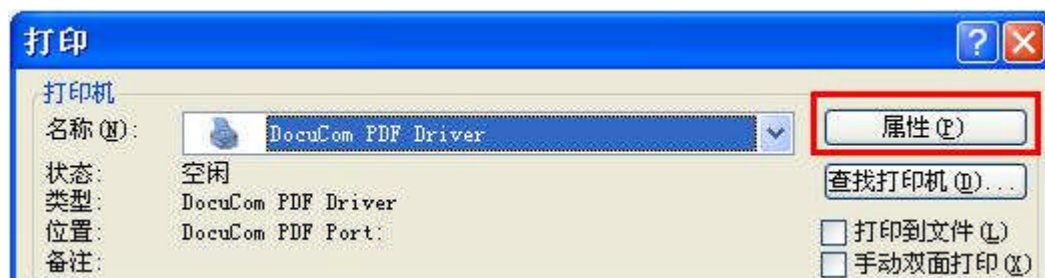 打印
打印机
名称(N): DocuCom PDF Driver 属性(P)
状态: 空闲 查找打印机(D)...
类型: DocuCom PDF Driver
位置: DocuCom PDF Port: 打印到文件(L)
备注: 手动双面打印(X)